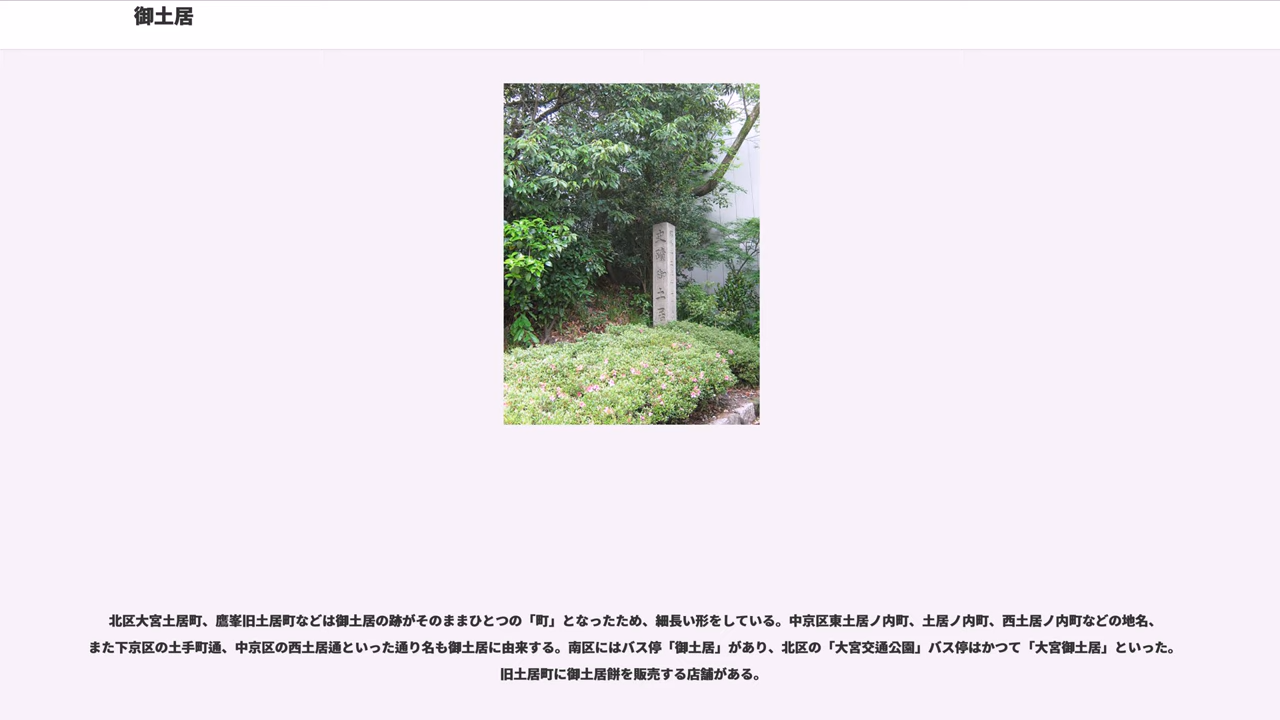 御土居
史蹟御土居
北区大宮土居町、鷹峯旧土居町などは御土居の跡がそのままひとつの「町」となったため、細長い形をしている。中京区東土居ノ内町、土居ノ内町、西土居ノ内町などの地名、
また下京区の土手町通、中京区の西土居通といった通り名も御土居に由来する。南区にはバス停「御土居」があり、北区の「大宮交通公園」バス停はかつて「大宮御土居」といった。
旧土居町に御土居餅を販売する店舗がある。